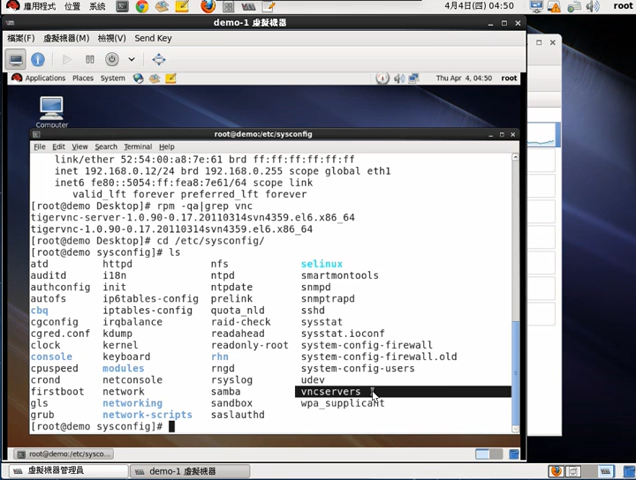 應用程式 位置 系統 4月4日(四) 04:50 root
demo-1 虛擬機器
檔案(F) 虛擬機器(M) 檢視(V) Send Key
Applications Places System Thu Apr 4, 04:50 root
Computer
root@demo:/etc/sysconfig
File Edit View Search Terminal Help
link/ether 52:54:00:a8:7e:61 brd ff:ff:ff:ff:ff:ff
inet 192.168.0.12/24 brd 192.168.0.255 scope global eth1
inet6 fe80::5054:ff:fea8:7e61/64 scope link
valid_lft forever preferred_lft forever
[root@demo Desktop]# rpm -qa|grep vnc
tigervnc-server-1.0.90-0.17.20110314svn4359.el6.x86_64
tigervnc-1.0.90-0.17.20110314svn4359.el6.x86_64
[root@demo Desktop]# cd /etc/sysconfig/
[root@demo sysconfig]# ls
atd httpd nfs selinux
auditd i18n ntpd smartmontools
authconfig init ntpdate snmpd
autofs ip6tables-config prelink snmptrapd
cbq iptables-config quota_nld sshd
cgconfig irqbalance raid-check sysstat
cgred.conf kdump readahead sysstat.ioconf
clock kernel readonly-root system-config-firewall
console keyboard rhn system-config-firewall.old
cpuspeed modules rngd system-config-users
crond netconsole rsyslog udev
firstboot network samba vncservers
gls networking sandbox wpa_supplicant
grub network-scripts saslauthd
[root@demo sysconfig]#
root@demo:/etc/sysco...
虛擬機器管理員 demo-1 虛擬機器